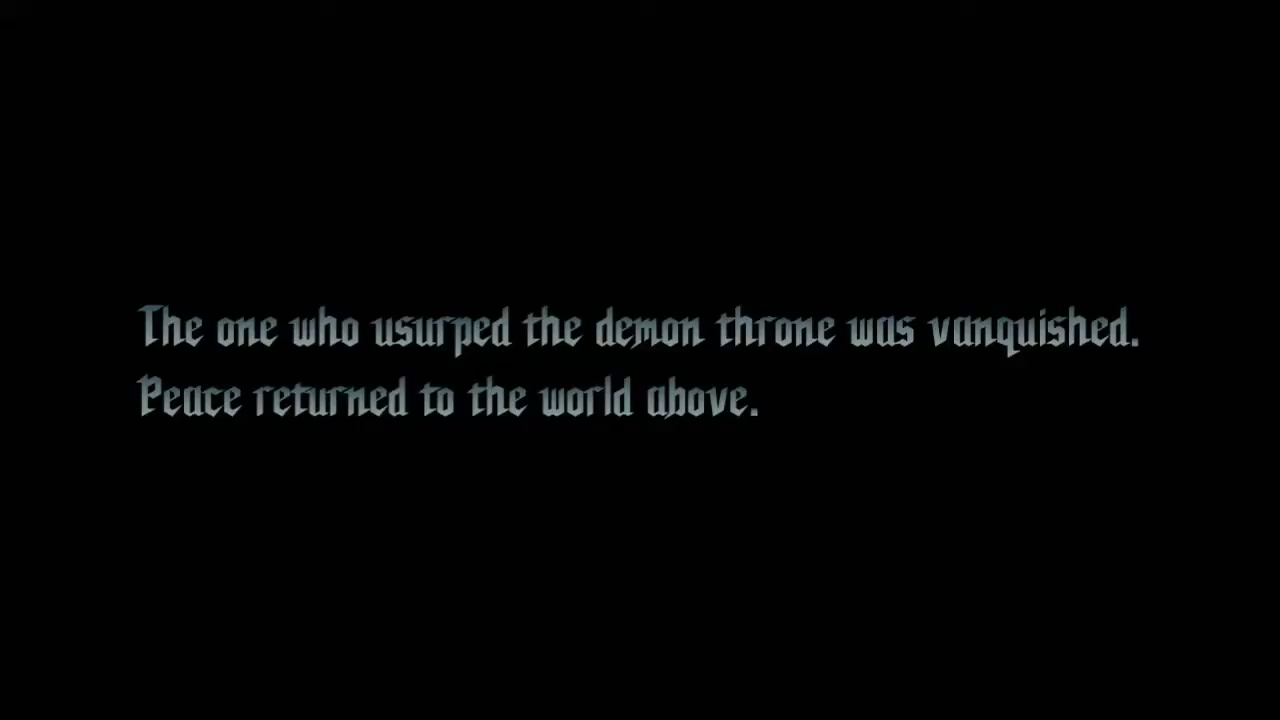 The one who usurped the demon throne was vanquished.
Peace returned to the world above.